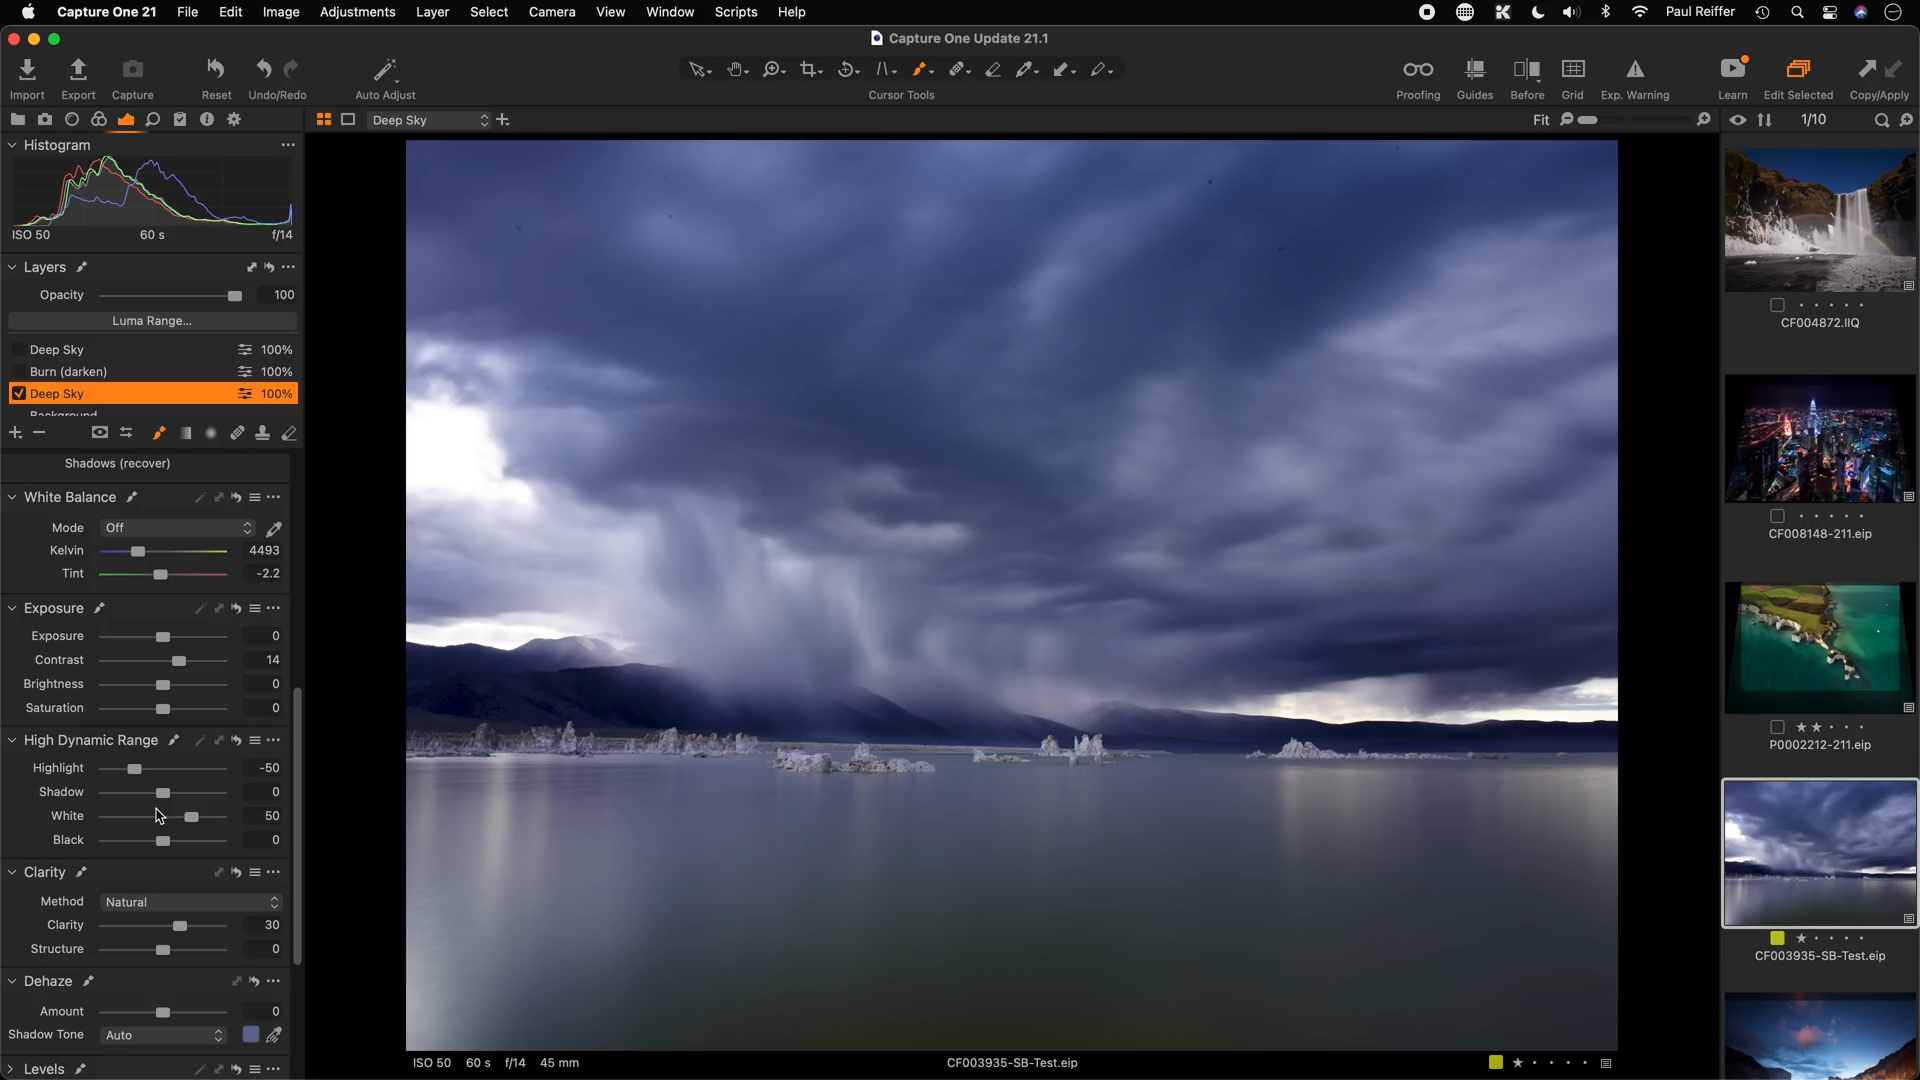 Capture One 21 File Edit Image Adjustments Layer Select Camera View Window Scripts Help Paul Reiffer
Capture One Update 21.1
Import Export Capture Reset Undo/Redo Auto Adjust Cursor Tools Proofing Guides Before Grid Exp. Warning Learn Edit Selected Copy/Apply
Deep Sky Fit 1/10
Histogram
ISO 50 60 s f/14
Layers
Opacity 100
Luma Range...
Deep Sky 100%
Burn (darken) 100%
Deep Sky 100%
Background
Shadows (recover)
White Balance
Mode Off
Kelvin 4493
Tint -2.2
Exposure
Exposure 0
Contrast 14
Brightness 0
Saturation 0
High Dynamic Range
Highlight -50
Shadow 0
White 50
Black 0
Clarity
Method Natural
Clarity 30
Structure 0
Dehaze
Amount 0
Shadow Tone Auto
Levels
ISO 50 60 s f/14 45 mm CF003935-SB-Test.eip
CF004872.IIQ
CF008148-211.eip
P0002212-211.eip
CF003935-SB-Test.eip